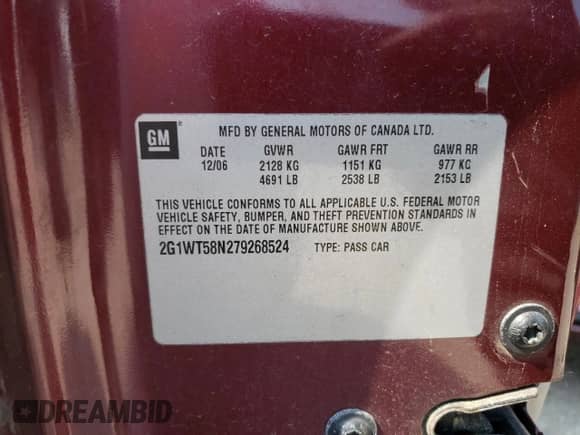 GM ® MFD BY GENERAL MOTORS OF CANADA LTD.
DATE GVWR GAWR FRT GAWR RR
12/06 2128 KG 1151 KG 977 KG
4691 LB 2538 LB 2153 LB
THIS VEHICLE CONFORMS TO ALL APPLICABLE U.S. FEDERAL MOTOR
VEHICLE SAFETY, BUMPER, AND THEFT PREVENTION STANDARDS IN
EFFECT ON THE DATE OF MANUFACTURE SHOWN ABOVE.
2G1WT58N279268524 TYPE: PASS CAR
DREAMBID